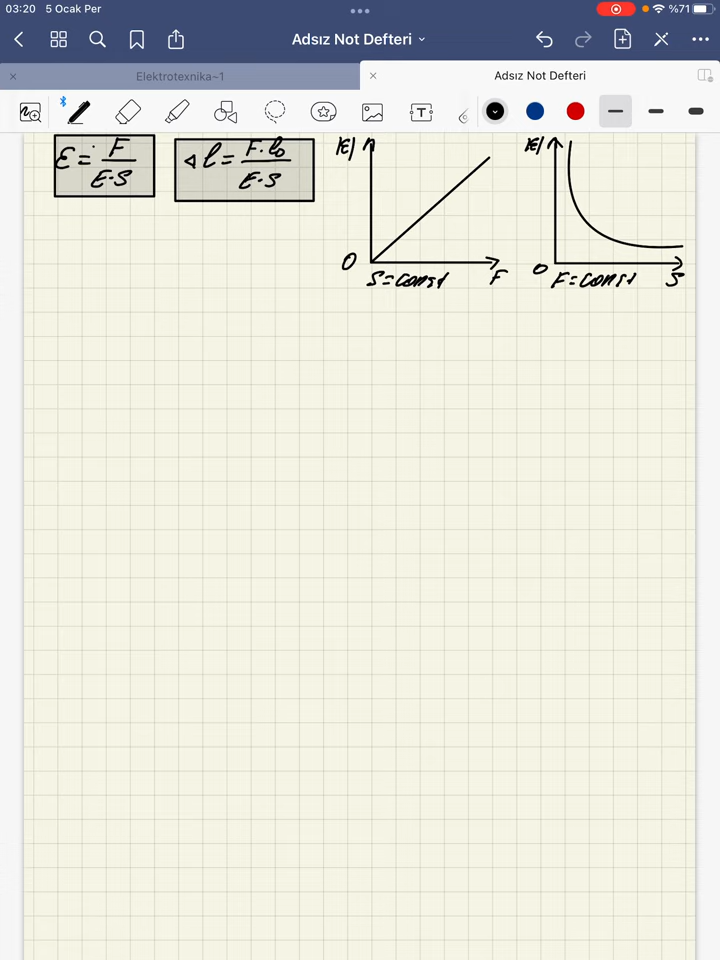 03:20 5 Ocak Per
%71
Adsız Not Defteri
Elektrotexnika~1
Adsız Not Defteri
T
ε = F / E·S
Δl = F·l₀ / E·S
|ε|
0
S = const
F
|ε|
0
F = const
S